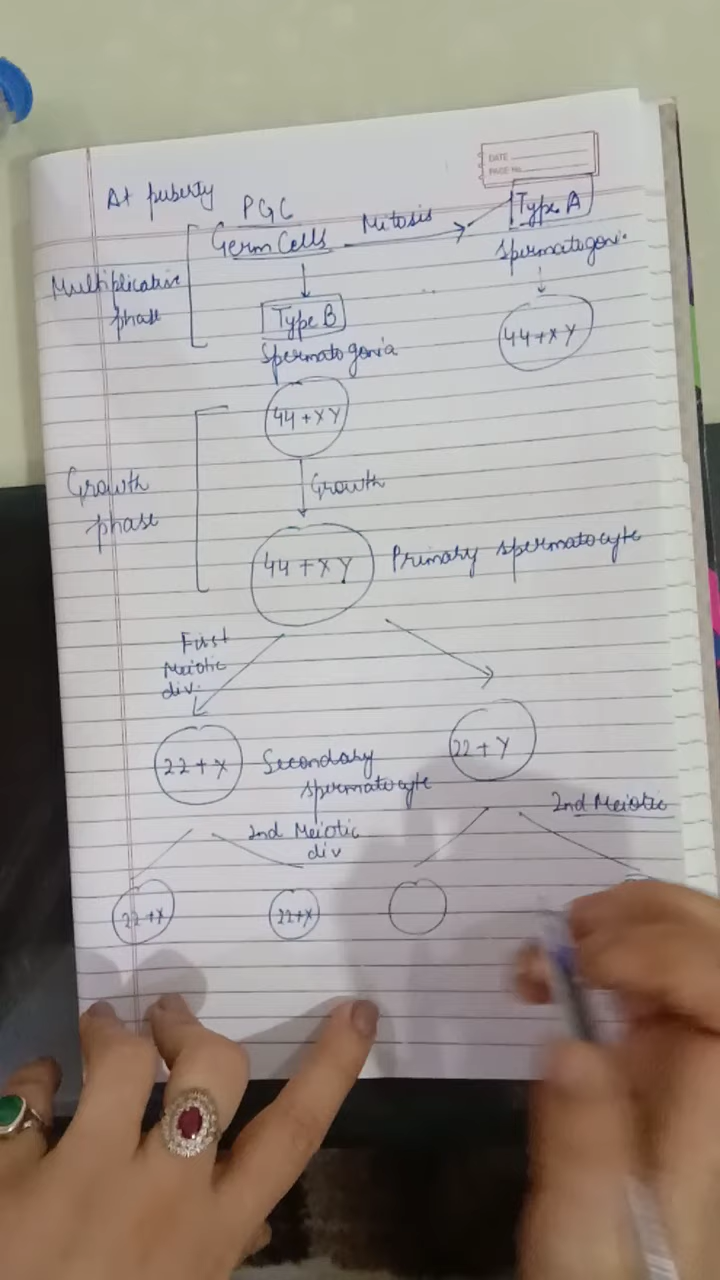 At puberty
DATE
PAGE No.
PGC
Germ Cells
Mitosis
Type A
Spermatogoni
Multiplicative
phase
Type B
Spermatogonia
44+XY
44+XY
Growth
phase
Growth
44+XY
Primary spermatocyte
First
Meiotic
div.
22+X
Secondary
spermatocyte
22+Y
2nd Meiotic
div
2nd Meiotic
22+X
22+X